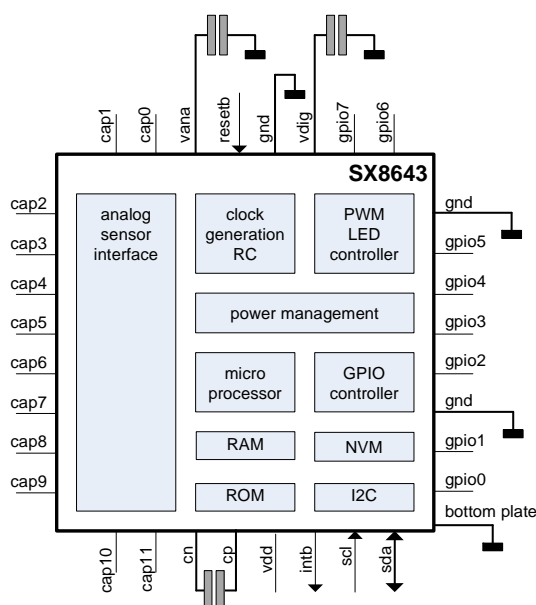 cap1
cap0
vana
resetb
gnd
vdig
gpio7
gpio6
SX8643
cap2
cap3
cap4
cap5
cap6
cap7
cap8
cap9
analog
sensor
interface
clock
generation
RC
PWM
LED
controller
power management
micro
processor
GPIO
controller
RAM
NVM
ROM
I2C
gnd
gpio5
gpio4
gpio3
gpio2
gnd
gpio1
gpio0
bottom plate
cap10
cap11
cn
cp
vdd
intb
scl
sda